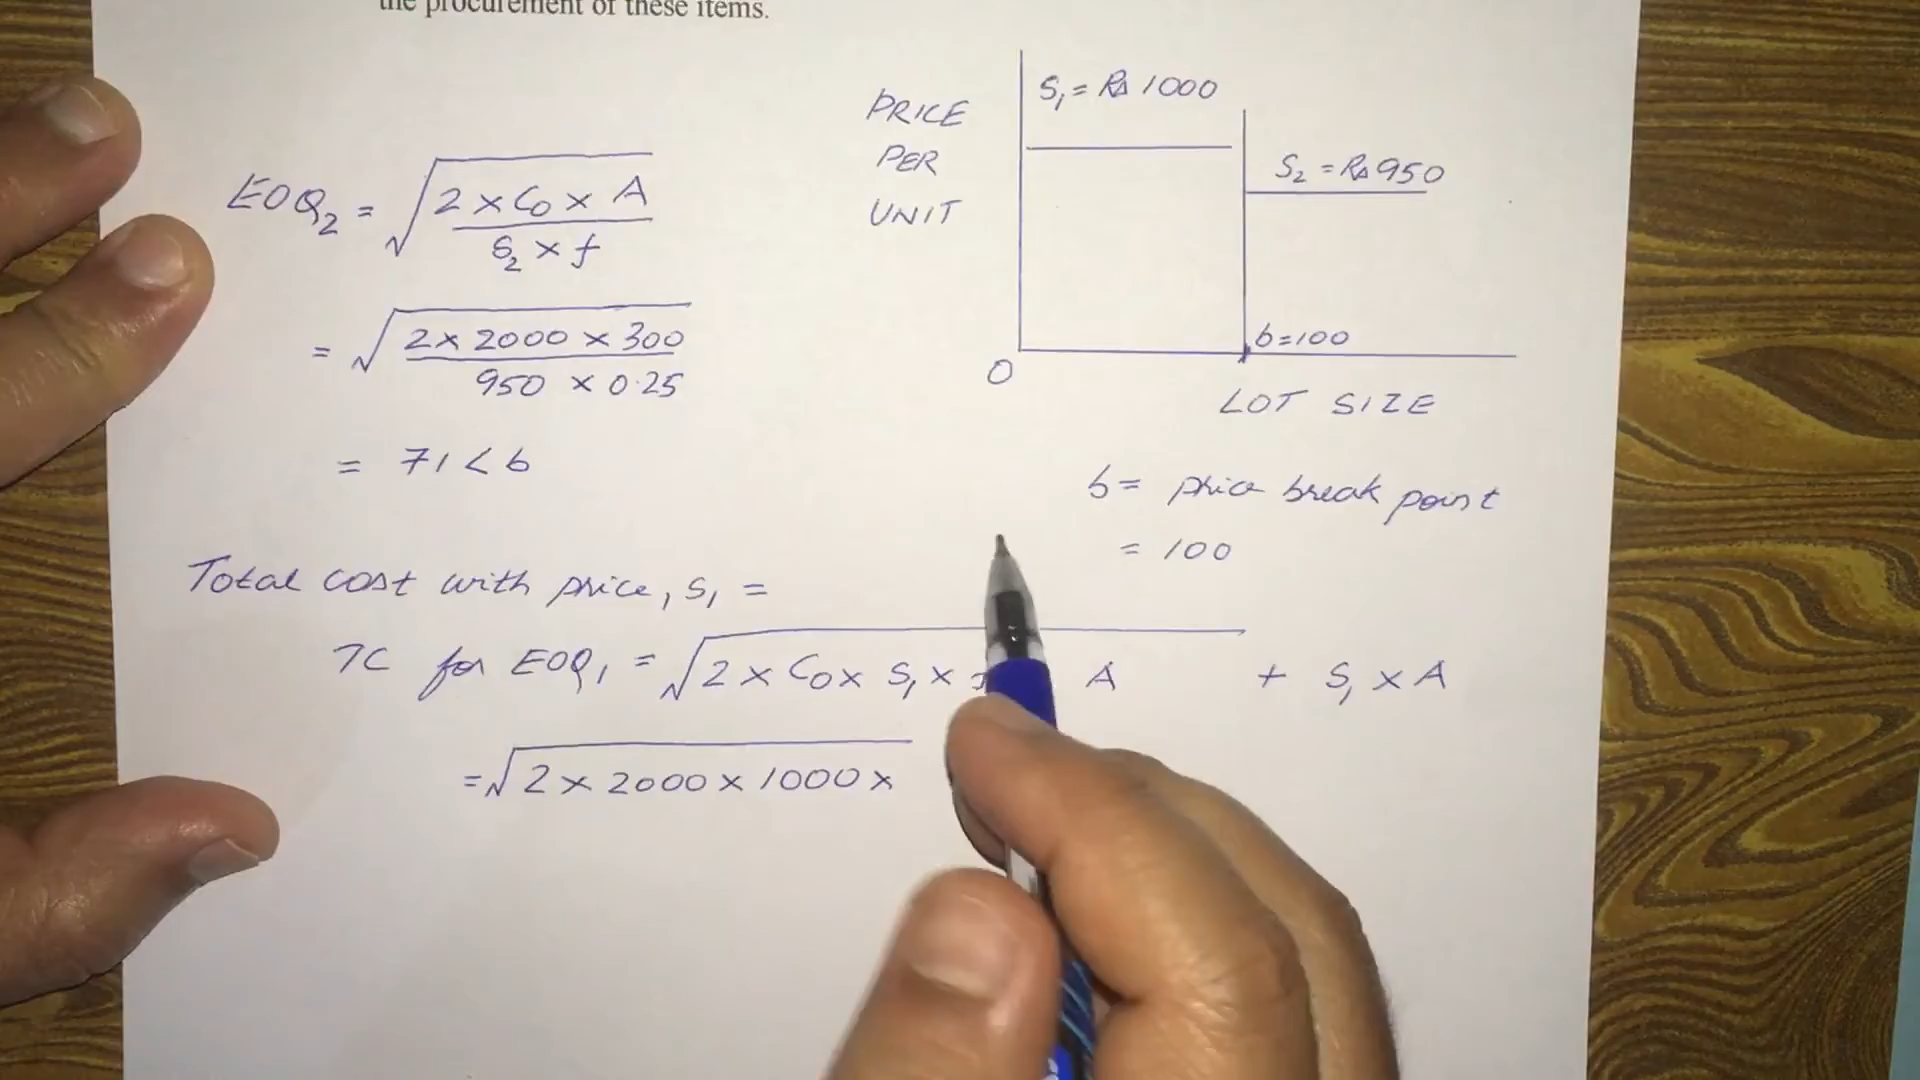 the procurement of these items.
EOQ₂ = √ 2 × Co × A
S₂ × f
= √ 2 × 2000 × 300
950 × 0.25
= 71 < b
PRICE
PER
UNIT
S₁ = Rs 1000
S₂ = Rs 950
b=100
0
LOT SIZE
b = price break point
= 100
Total cost with price, S₁ =
TC for EOQ₁ = √ 2 × Co × S₁ × A + S₁ × A
= √ 2 × 2000 × 1000 ×